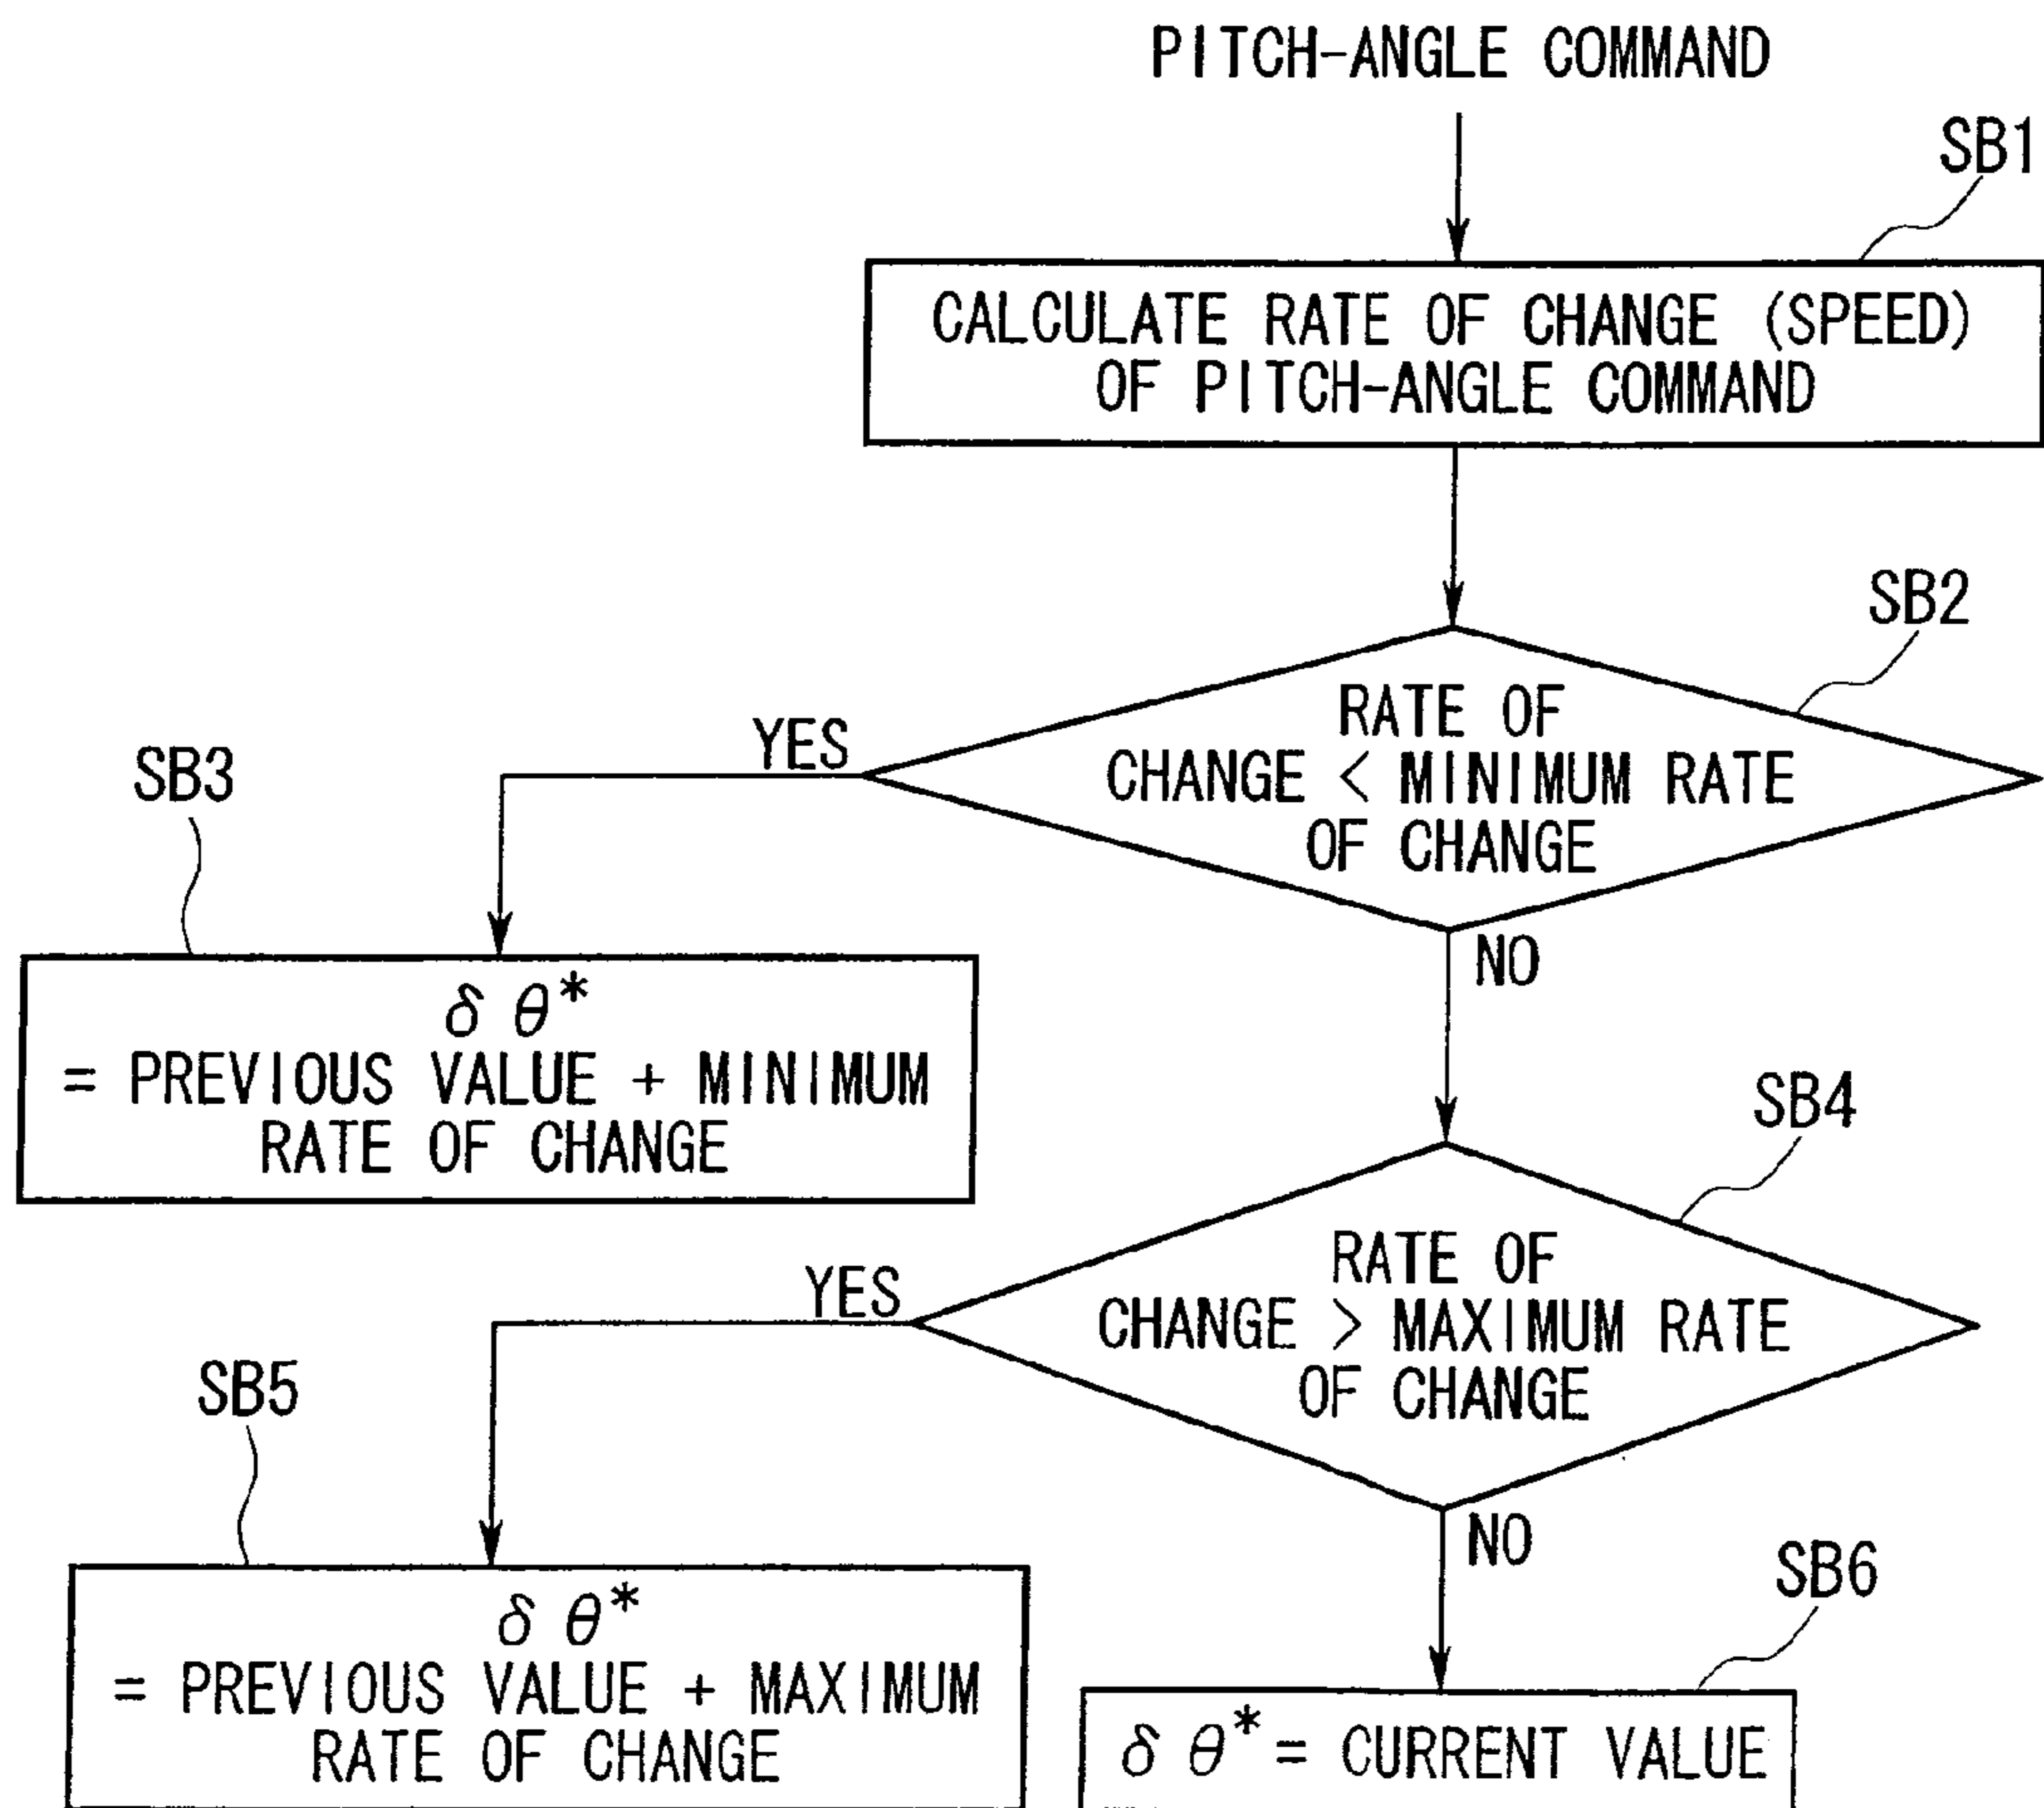 PITCH-ANGLE COMMAND
SB1
CALCULATE RATE OF CHANGE (SPEED)
OF PITCH-ANGLE COMMAND
SB2
RATE OF
CHANGE < MINIMUM RATE
OF CHANGE
YES
NO
SB3
δ θ*
= PREVIOUS VALUE + MINIMUM
RATE OF CHANGE
SB4
RATE OF
CHANGE > MAXIMUM RATE
OF CHANGE
YES
NO
SB5
δ θ*
= PREVIOUS VALUE + MAXIMUM
RATE OF CHANGE
SB6
δ θ* = CURRENT VALUE